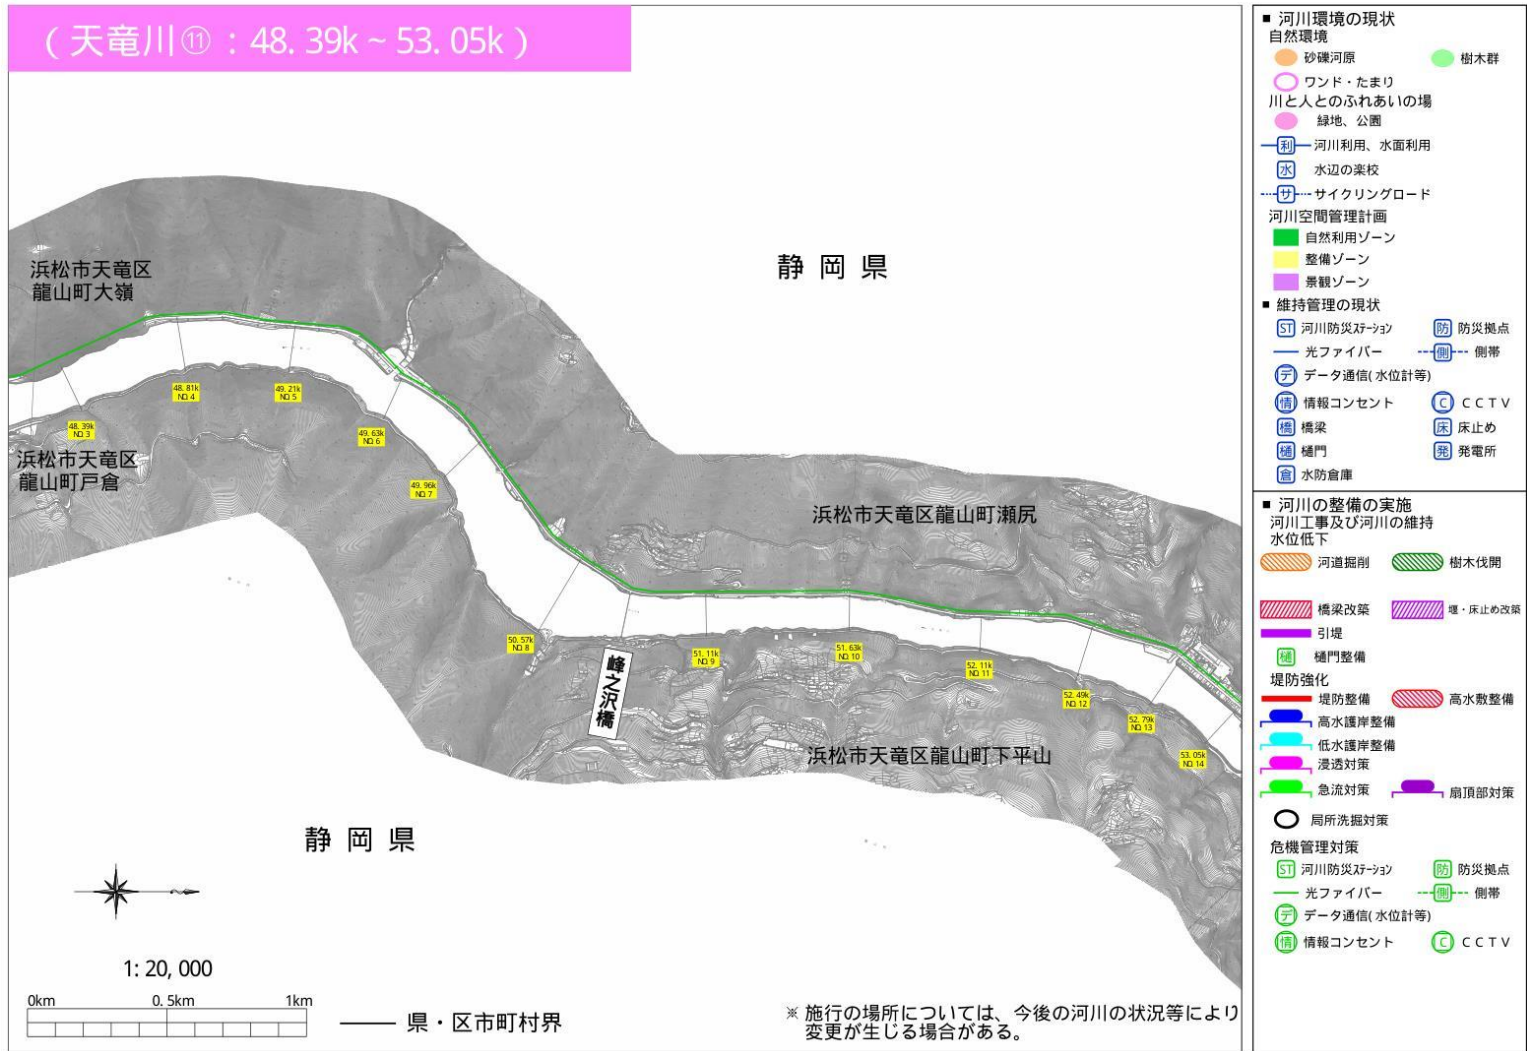 （天竜川⑪：48.39k～53.05k）
静岡県
浜松市天竜区
龍山町大嶺
48.81k
NO.4
49.21k
NO.5
48.39k
NO.3
49.63k
NO.6
浜松市天竜区
龍山町戸倉
49.96k
NO.7
浜松市天竜区龍山町瀬尻
50.57k
NO.8
峰之沢橋
51.11k
NO.9
51.63k
NO.10
52.11k
NO.11
52.49k
NO.12
52.79k
NO.13
53.05k
NO.14
浜松市天竜区龍山町下平山
静岡県
1:20,000
0km 0.5km 1km
県・区市町村界
※ 施行の場所については、今後の河川の状況等により
変更が生じる場合がある。
■ 河川環境の現状
自然環境
砂礫河原 樹木群
ワンド・たまり
川と人とのふれあいの場
緑地、公園
利 河川利用、水面利用
水 水辺の楽校
サ サイクリングロード
河川空間管理計画
自然利用ゾーン
整備ゾーン
景観ゾーン
■ 維持管理の現状
ST 河川防災ステーション 防 防災拠点
光ファイバー 側 側帯
デ データ通信(水位計等)
情 情報コンセント C CCTV
橋 橋梁 床 床止め
樋 樋門 発 発電所
倉 水防倉庫
■ 河川の整備の実施
河川工事及び河川の維持
水位低下
河道掘削 樹木伐開
橋梁改築 堰・床止め改築
引堤
樋 樋門整備
堤防強化
堤防整備 高水敷整備
高水護岸整備
低水護岸整備
浸透対策
急流対策 扇頂部対策
局所洗掘対策
危機管理対策
ST 河川防災ステーション 防 防災拠点
光ファイバー 側 側帯
デ データ通信(水位計等)
情 情報コンセント C CCTV